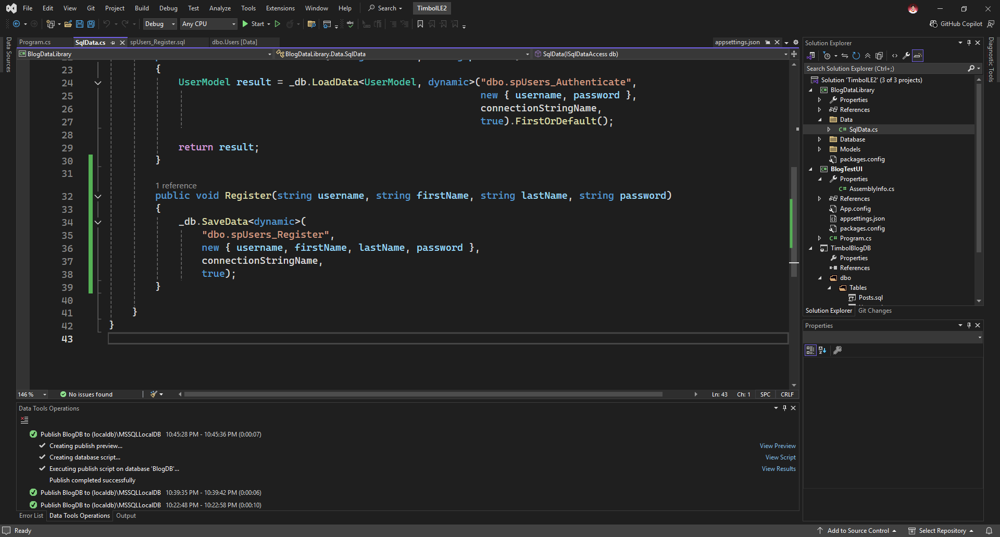 File Edit View Git Project Build Debug Test Analyze Tools Extensions Window Help Search TimbolLE2
Debug Any CPU Start GitHub Copilot
Program.cs SqlData.cs spUsers_Register.sql dbo.Users [Data] appsettings.json
BlogDataLibrary BlogDataLibrary.Data.SqlData SqlData(ISqlDataAccess db)
23 {
24 UserModel result = _db.LoadData<UserModel, dynamic>("dbo.spUsers_Authenticate",
25 new { username, password },
26 connectionStringName,
27 true).FirstOrDefault();
28
29 return result;
30 }
31
1 reference
32 public void Register(string username, string firstName, string lastName, string password)
33 {
34 _db.SaveData<dynamic>(
35 "dbo.spUsers_Register",
36 new { username, firstName, lastName, password },
37 connectionStringName,
38 true);
39 }
40
41 }
42 }
43
146 % No issues found Ln: 43 Ch: 1 SPC CRLF
Data Tools Operations
Publish BlogDB to (localdb)\MSSQLLocalDB 10:45:28 PM - 10:45:36 PM (0:00:07)
Creating publish preview... View Preview
Creating database script... View Script
Executing publish script on database 'BlogDB'... View Results
Publish completed successfully
Publish BlogDB to (localdb)\MSSQLLocalDB 10:39:35 PM - 10:39:42 PM (0:00:06)
Publish BlogDB to (localdb)\MSSQLLocalDB 10:22:48 PM - 10:22:58 PM (0:00:10)
Error List Data Tools Operations Output
Data Sources
Solution Explorer
Search Solution Explorer (Ctrl+;)
Solution 'TimbolLE2' (3 of 3 projects)
BlogDataLibrary
Properties
References
Data
C# SqlData.cs
Database
Models
packages.config
BlogTestUI
Properties
C# AssemblyInfo.cs
References
App.config
appsettings.json
packages.config
C# Program.cs
TimbolBlogDB
Properties
References
dbo
Tables
Posts.sql
Solution Explorer Git Changes
Properties
Diagnostic Tools
Ready Add to Source Control Select Repository